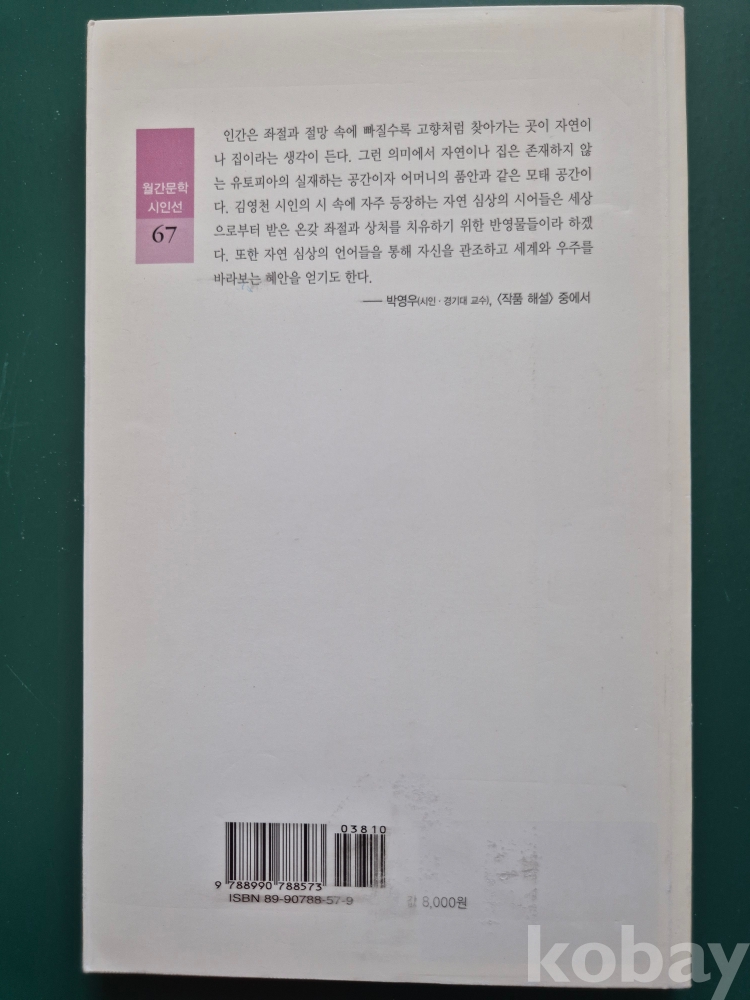 월간문학
시인선
67
인간은 좌절과 절망 속에 빠질수록 고향처럼 찾아가는 곳이 자연이
나 집이라는 생각이 든다. 그런 의미에서 자연이나 집은 존재하지 않
는 유토피아의 실재하는 공간이자 어머니의 품안과 같은 모태 공간이
다. 김영천 시인의 시 속에 자주 등장하는 자연 심상의 시어들은 세상
으로부터 받은 온갖 좌절과 상처를 치유하기 위한 반영물들이라 하겠
다. 또한 자연 심상의 언어들을 통해 자신을 관조하고 세계와 우주를
바라보는 혜안을 얻기도 한다.
── 박영우(시인·경기대 교수), 〈작품 해설〉 중에서
03810
9 788990 788573
ISBN 89-90788-57-9
값 8,000원
kobay